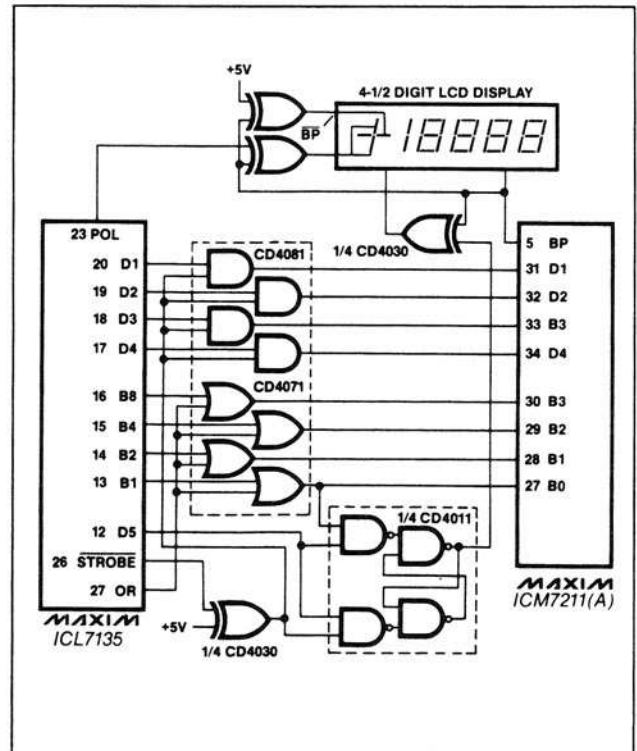 +5V
4-1/2 DIGIT LCD DISPLAY
BP
-18888
23 POL
1/4 CD4030
5 BP
20 D1
CD4081
31 D1
19 D2
32 D2
18 D3
33 B3
17 D4
34 D4
CD4071
16 B8
30 B3
15 B4
29 B2
14 B2
28 B1
13 B1
27 B0
12 D5
1/4 CD4011
26 STROBE
27 OR
MAXIM
ICM7211(A)
MAXIM
ICL7135
+5V
1/4 CD4030